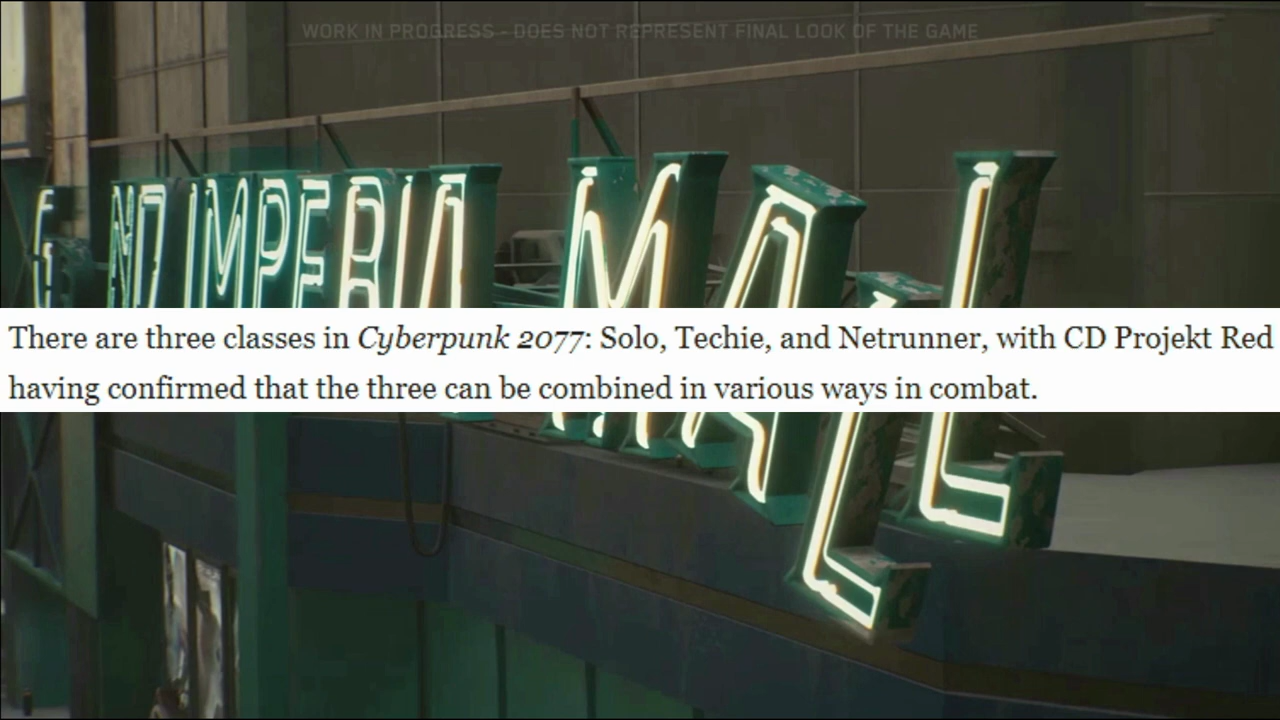 WORK IN PROGRESS - DOES NOT REPRESENT FINAL LOOK OF THE GAME
ND IMPERIAL MALL
There are three classes in Cyberpunk 2077: Solo, Techie, and Netrunner, with CD Projekt Red
having confirmed that the three can be combined in various ways in combat.